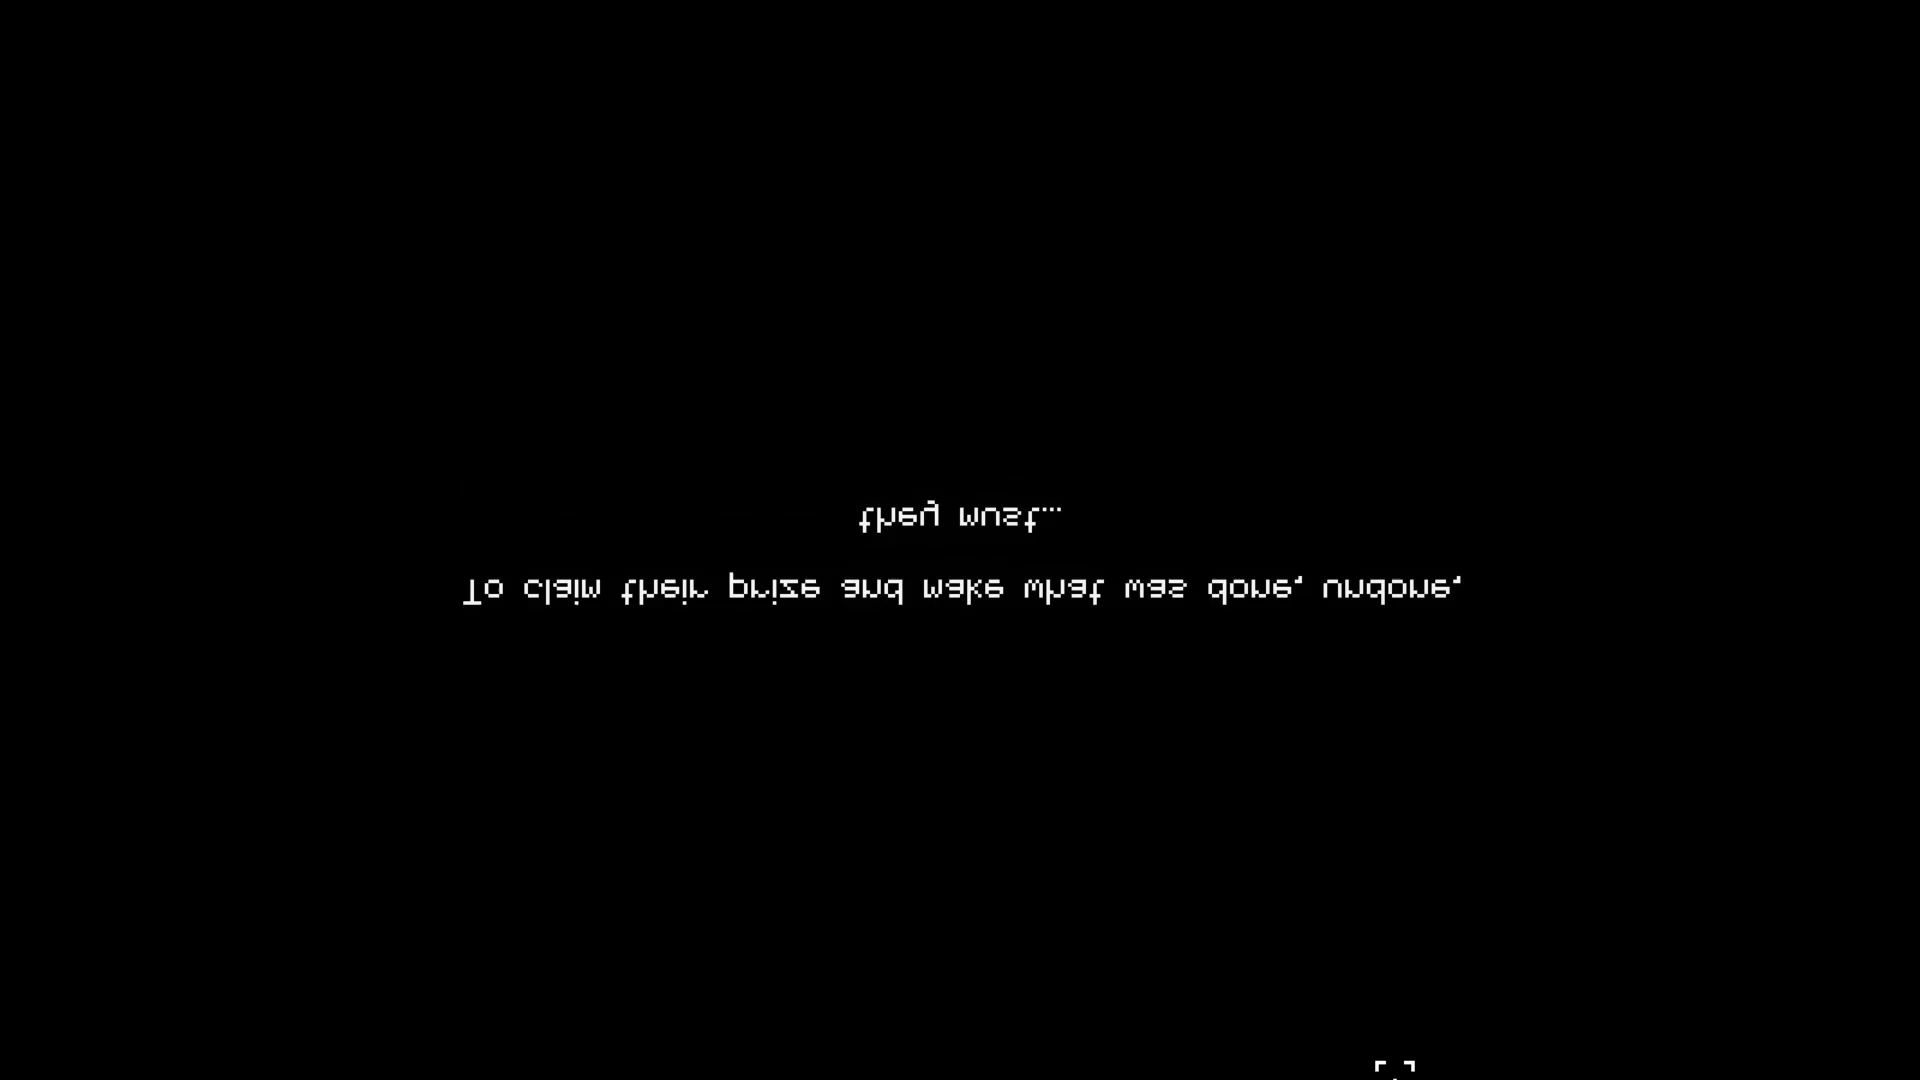 To claim their prize and make what was done, undone,
they must...